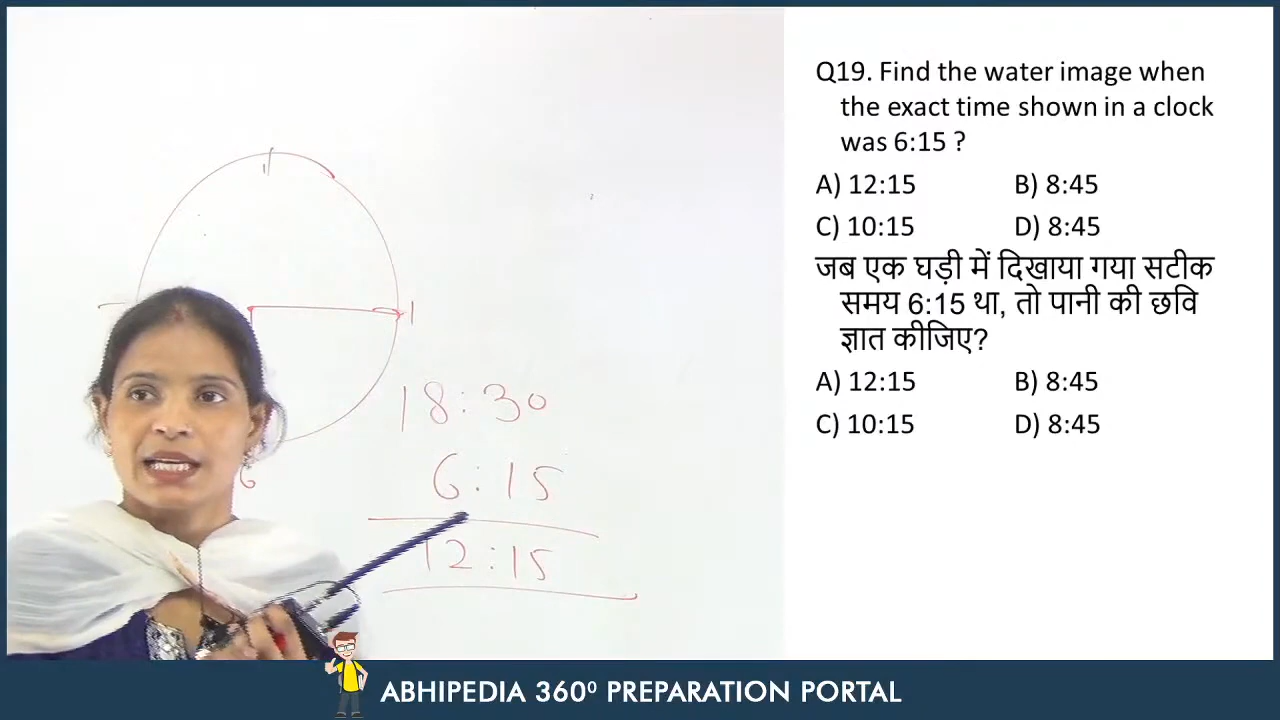 Q19. Find the water image when
the exact time shown in a clock
was 6:15 ?
A) 12:15 B) 8:45
C) 10:15 D) 8:45
जब एक घड़ी में दिखाया गया सटीक
समय 6:15 था, तो पानी की छवि
ज्ञात कीजिए?
A) 12:15 B) 8:45
C) 10:15 D) 8:45
18:30
6:15
12:15
6
ABHIPEDIA 360⁰ PREPARATION PORTAL